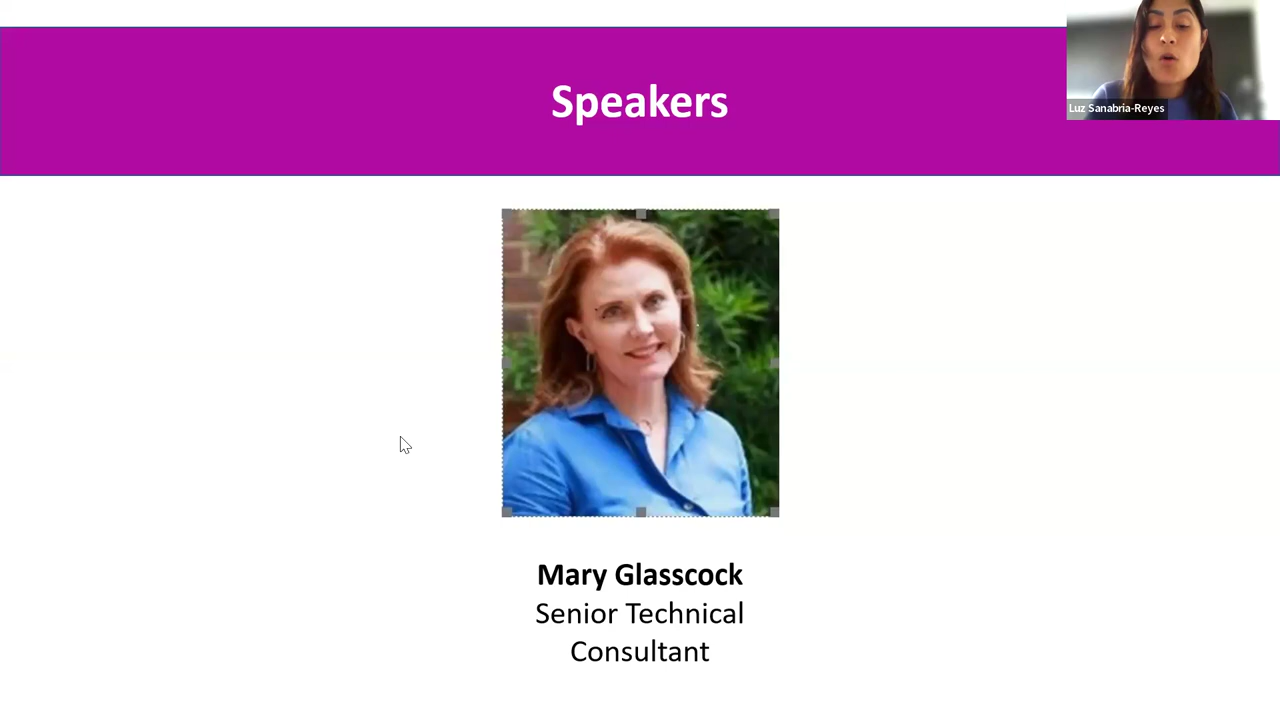 Speakers
Luz Sanabria-Reyes
Mary Glasscock
Senior Technical
Consultant